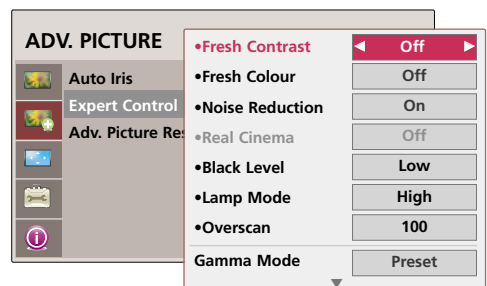 ADV. PICTURE
Auto Iris
Expert Control
Adv. Picture Res
•Fresh Contrast Off
•Fresh Colour Off
•Noise Reduction On
•Real Cinema Off
•Black Level Low
•Lamp Mode High
•Overscan 100
Gamma Mode Preset